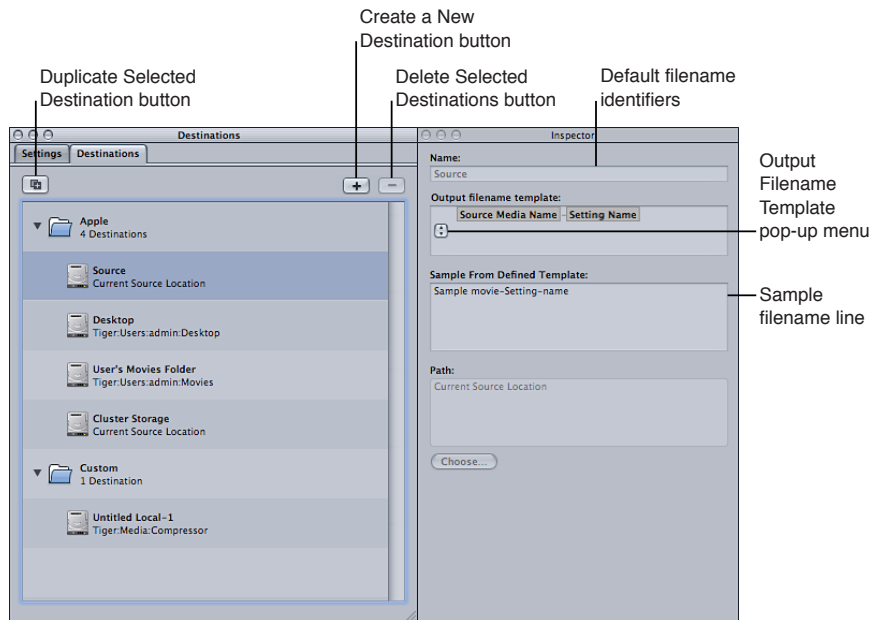 Create a New
Destination button
Duplicate Selected
Destination button
Delete Selected
Destinations button
Default filename
identifiers
Destinations
Settings
Destinations
Apple
4 Destinations
Source
Current Source Location
Desktop
Tiger:Users:admin:Desktop
User's Movies Folder
Tiger:Users:admin:Movies
Cluster Storage
Current Source Location
Custom
1 Destination
Untitled Local-1
Tiger:Media:Compressor
Inspector
Name:
Source
Output filename template:
Source Media Name - Setting Name
Sample From Defined Template:
Sample movie-Setting-name
Path:
Current Source Location
Choose...
Output
Filename
Template
pop-up menu
Sample
filename line